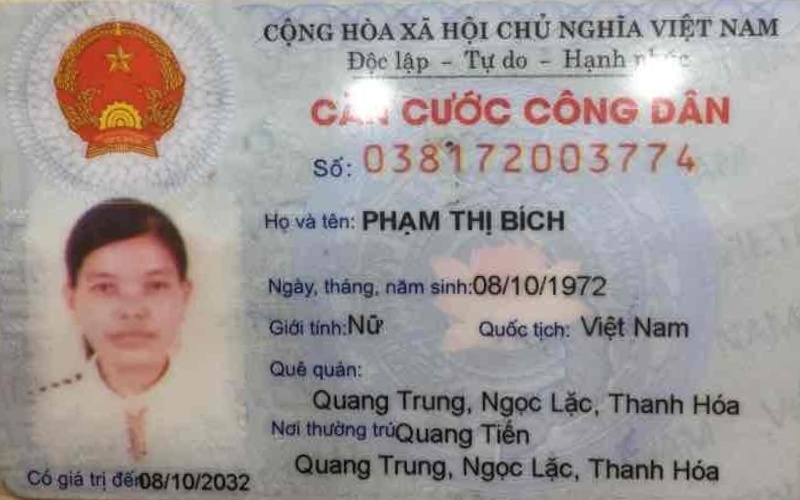 CỘNG HÒA XÃ HỘI CHỦ NGHĨA VIỆT NAM
Độc lập - Tự do - Hạnh phúc
CĂN CƯỚC CÔNG DÂN
Số: 038172003774
Họ và tên: PHẠM THỊ BÍCH
Ngày, tháng, năm sinh:08/10/1972
Giới tính:Nữ Quốc tịch: Việt Nam
Quê quán:
Quang Trung, Ngọc Lặc, Thanh Hóa
Nơi thường trú:Quang Tiến
Quang Trung, Ngọc Lặc, Thanh Hóa
Có giá trị đến:08/10/2032